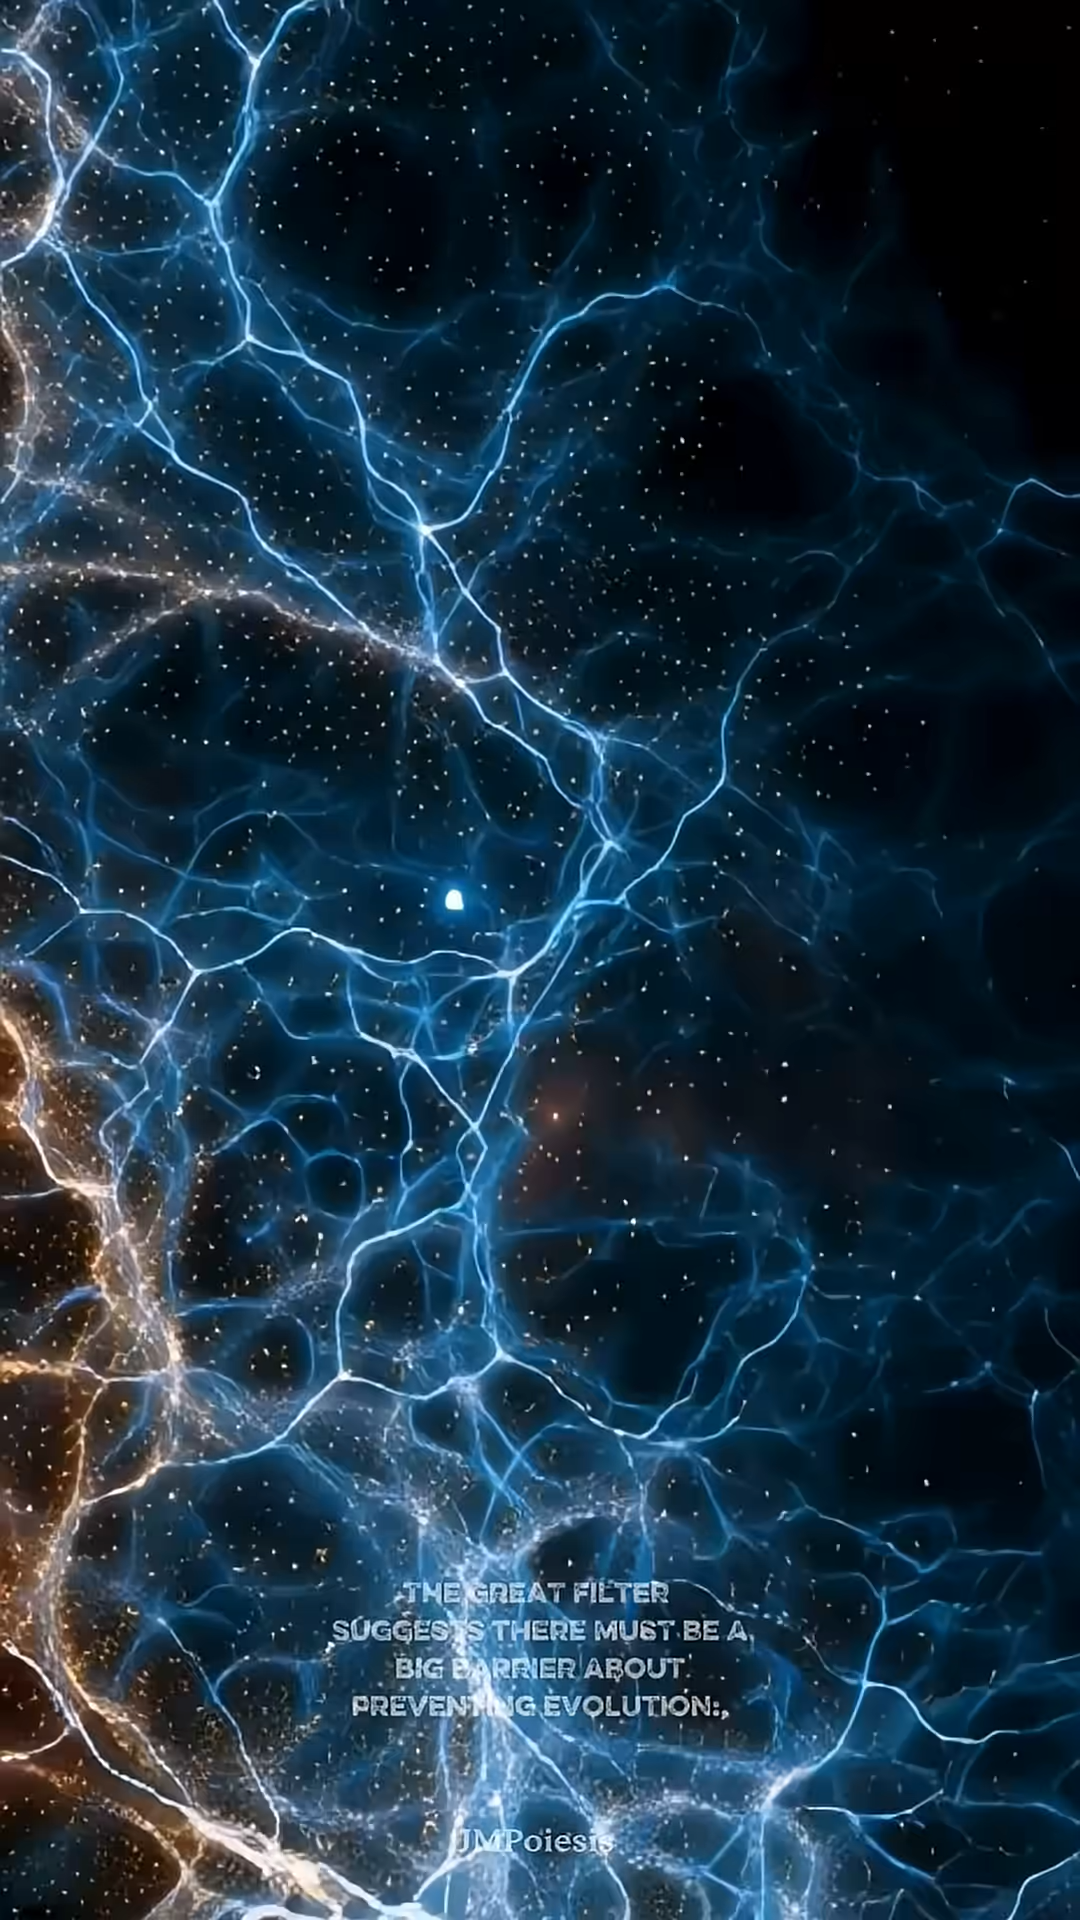 THE GREAT FILTER
SUGGESTS THERE MUST BE A
BIG BARRIER ABOUT
PREVENTING EVOLUTION:,
JMPoiesis